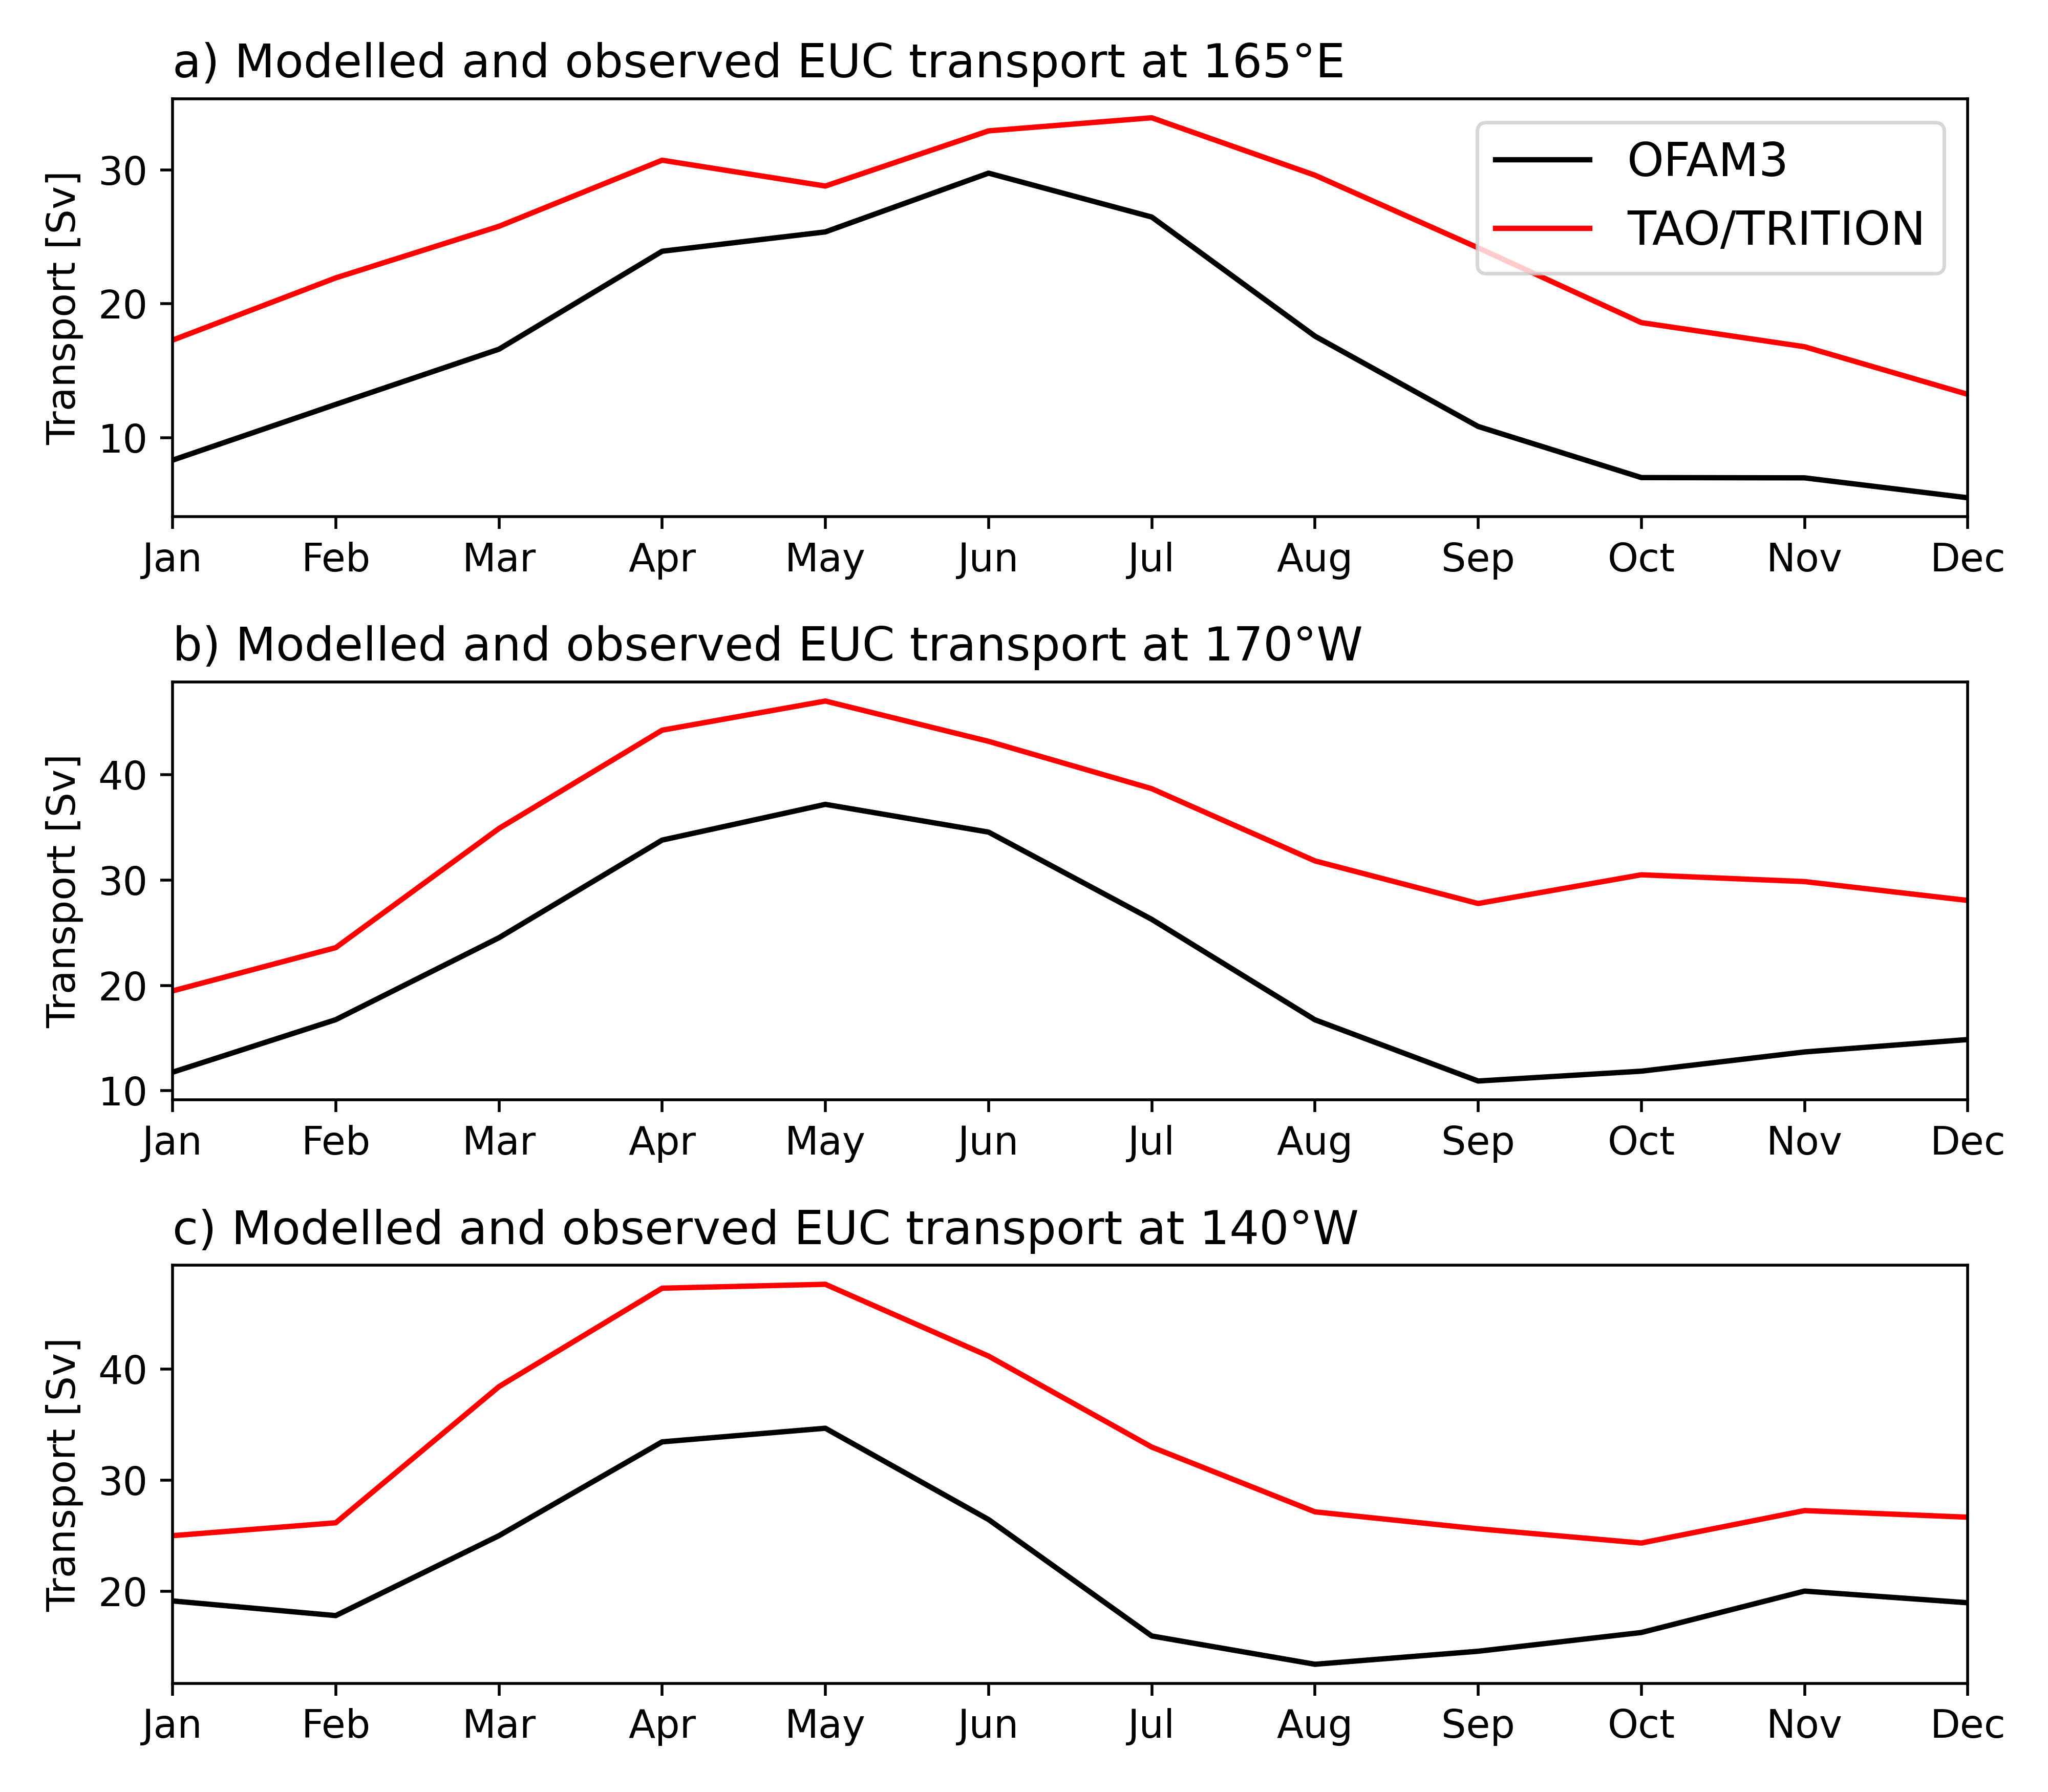 a) Modelled and observed EUC transport at 165°E
Transport [Sv]
30
20
10
OFAM3
TAO/TRITION
Jan Feb Mar Apr May Jun Jul Aug Sep Oct Nov Dec
b) Modelled and observed EUC transport at 170°W
Transport [Sv]
40
30
20
10
Jan Feb Mar Apr May Jun Jul Aug Sep Oct Nov Dec
c) Modelled and observed EUC transport at 140°W
Transport [Sv]
40
30
20
Jan Feb Mar Apr May Jun Jul Aug Sep Oct Nov Dec